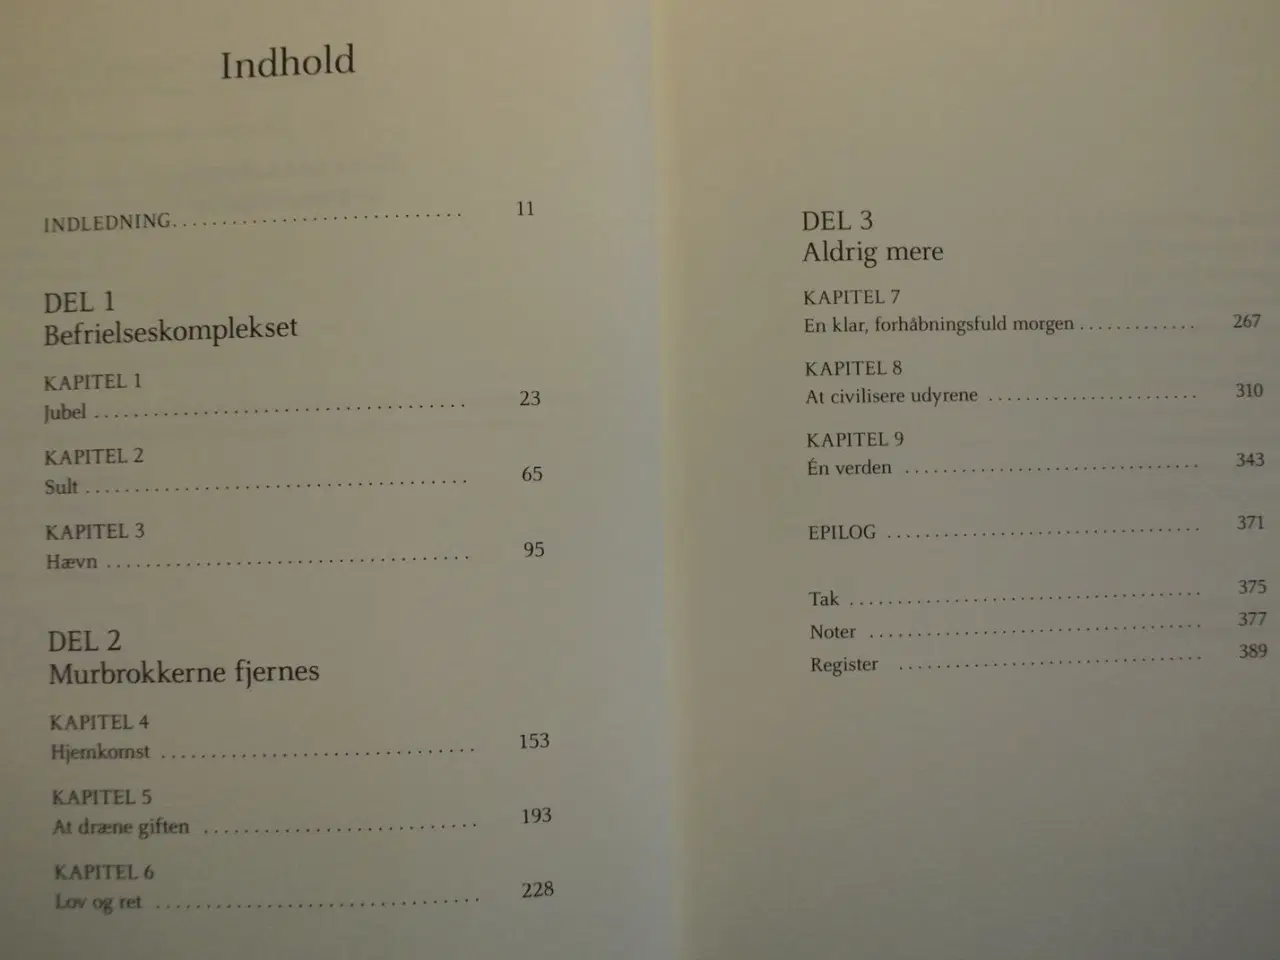 Indhold
INDLEDNING. . . . . . . . . . . . . . . . . . . . . . . . . . . . 11
DEL 1
Befrielseskomplekset
KAPITEL 1
Jubel . . . . . . . . . . . . . . . . . . . . . . . . . . . . . . . . . . . . 23
KAPITEL 2
Sult . . . . . . . . . . . . . . . . . . . . . . . . . . . . . . . . . . . . . 65
KAPITEL 3
Hævn . . . . . . . . . . . . . . . . . . . . . . . . . . . . . . . . . . . 95
DEL 2
Murbrokkerne fjernes
KAPITEL 4
Hjemkomst . . . . . . . . . . . . . . . . . . . . . . . . . . . . . . 153
KAPITEL 5
At dræne giften . . . . . . . . . . . . . . . . . . . . . . . . . . 193
KAPITEL 6
Lov og ret . . . . . . . . . . . . . . . . . . . . . . . . . . . . . . . 228
DEL 3
Aldrig mere
KAPITEL 7
En klar, forhåbningsfuld morgen . . . . . . . . . . . . . 267
KAPITEL 8
At civilisere udyrene . . . . . . . . . . . . . . . . . . . . . . . 310
KAPITEL 9
Én verden . . . . . . . . . . . . . . . . . . . . . . . . . . . . . . . . 343
EPILOG . . . . . . . . . . . . . . . . . . . . . . . . . . . . . . . . . . 371
Tak . . . . . . . . . . . . . . . . . . . . . . . . . . . . . . . . . . . . . 375
Noter . . . . . . . . . . . . . . . . . . . . . . . . . . . . . . . . . . . 377
Register . . . . . . . . . . . . . . . . . . . . . . . . . . . . . . . . 389